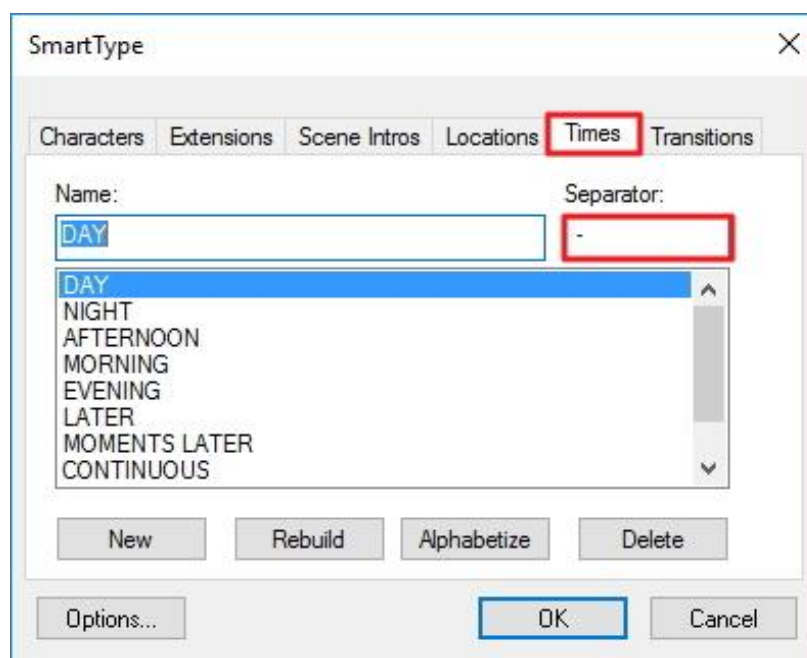 SmartType
Characters Extensions Scene Intros Locations Times Transitions
Name: Separator:
DAY -
DAY
NIGHT
AFTERNOON
MORNING
EVENING
LATER
MOMENTS LATER
CONTINUOUS
New Rebuild Alphabetize Delete
Options... OK Cancel